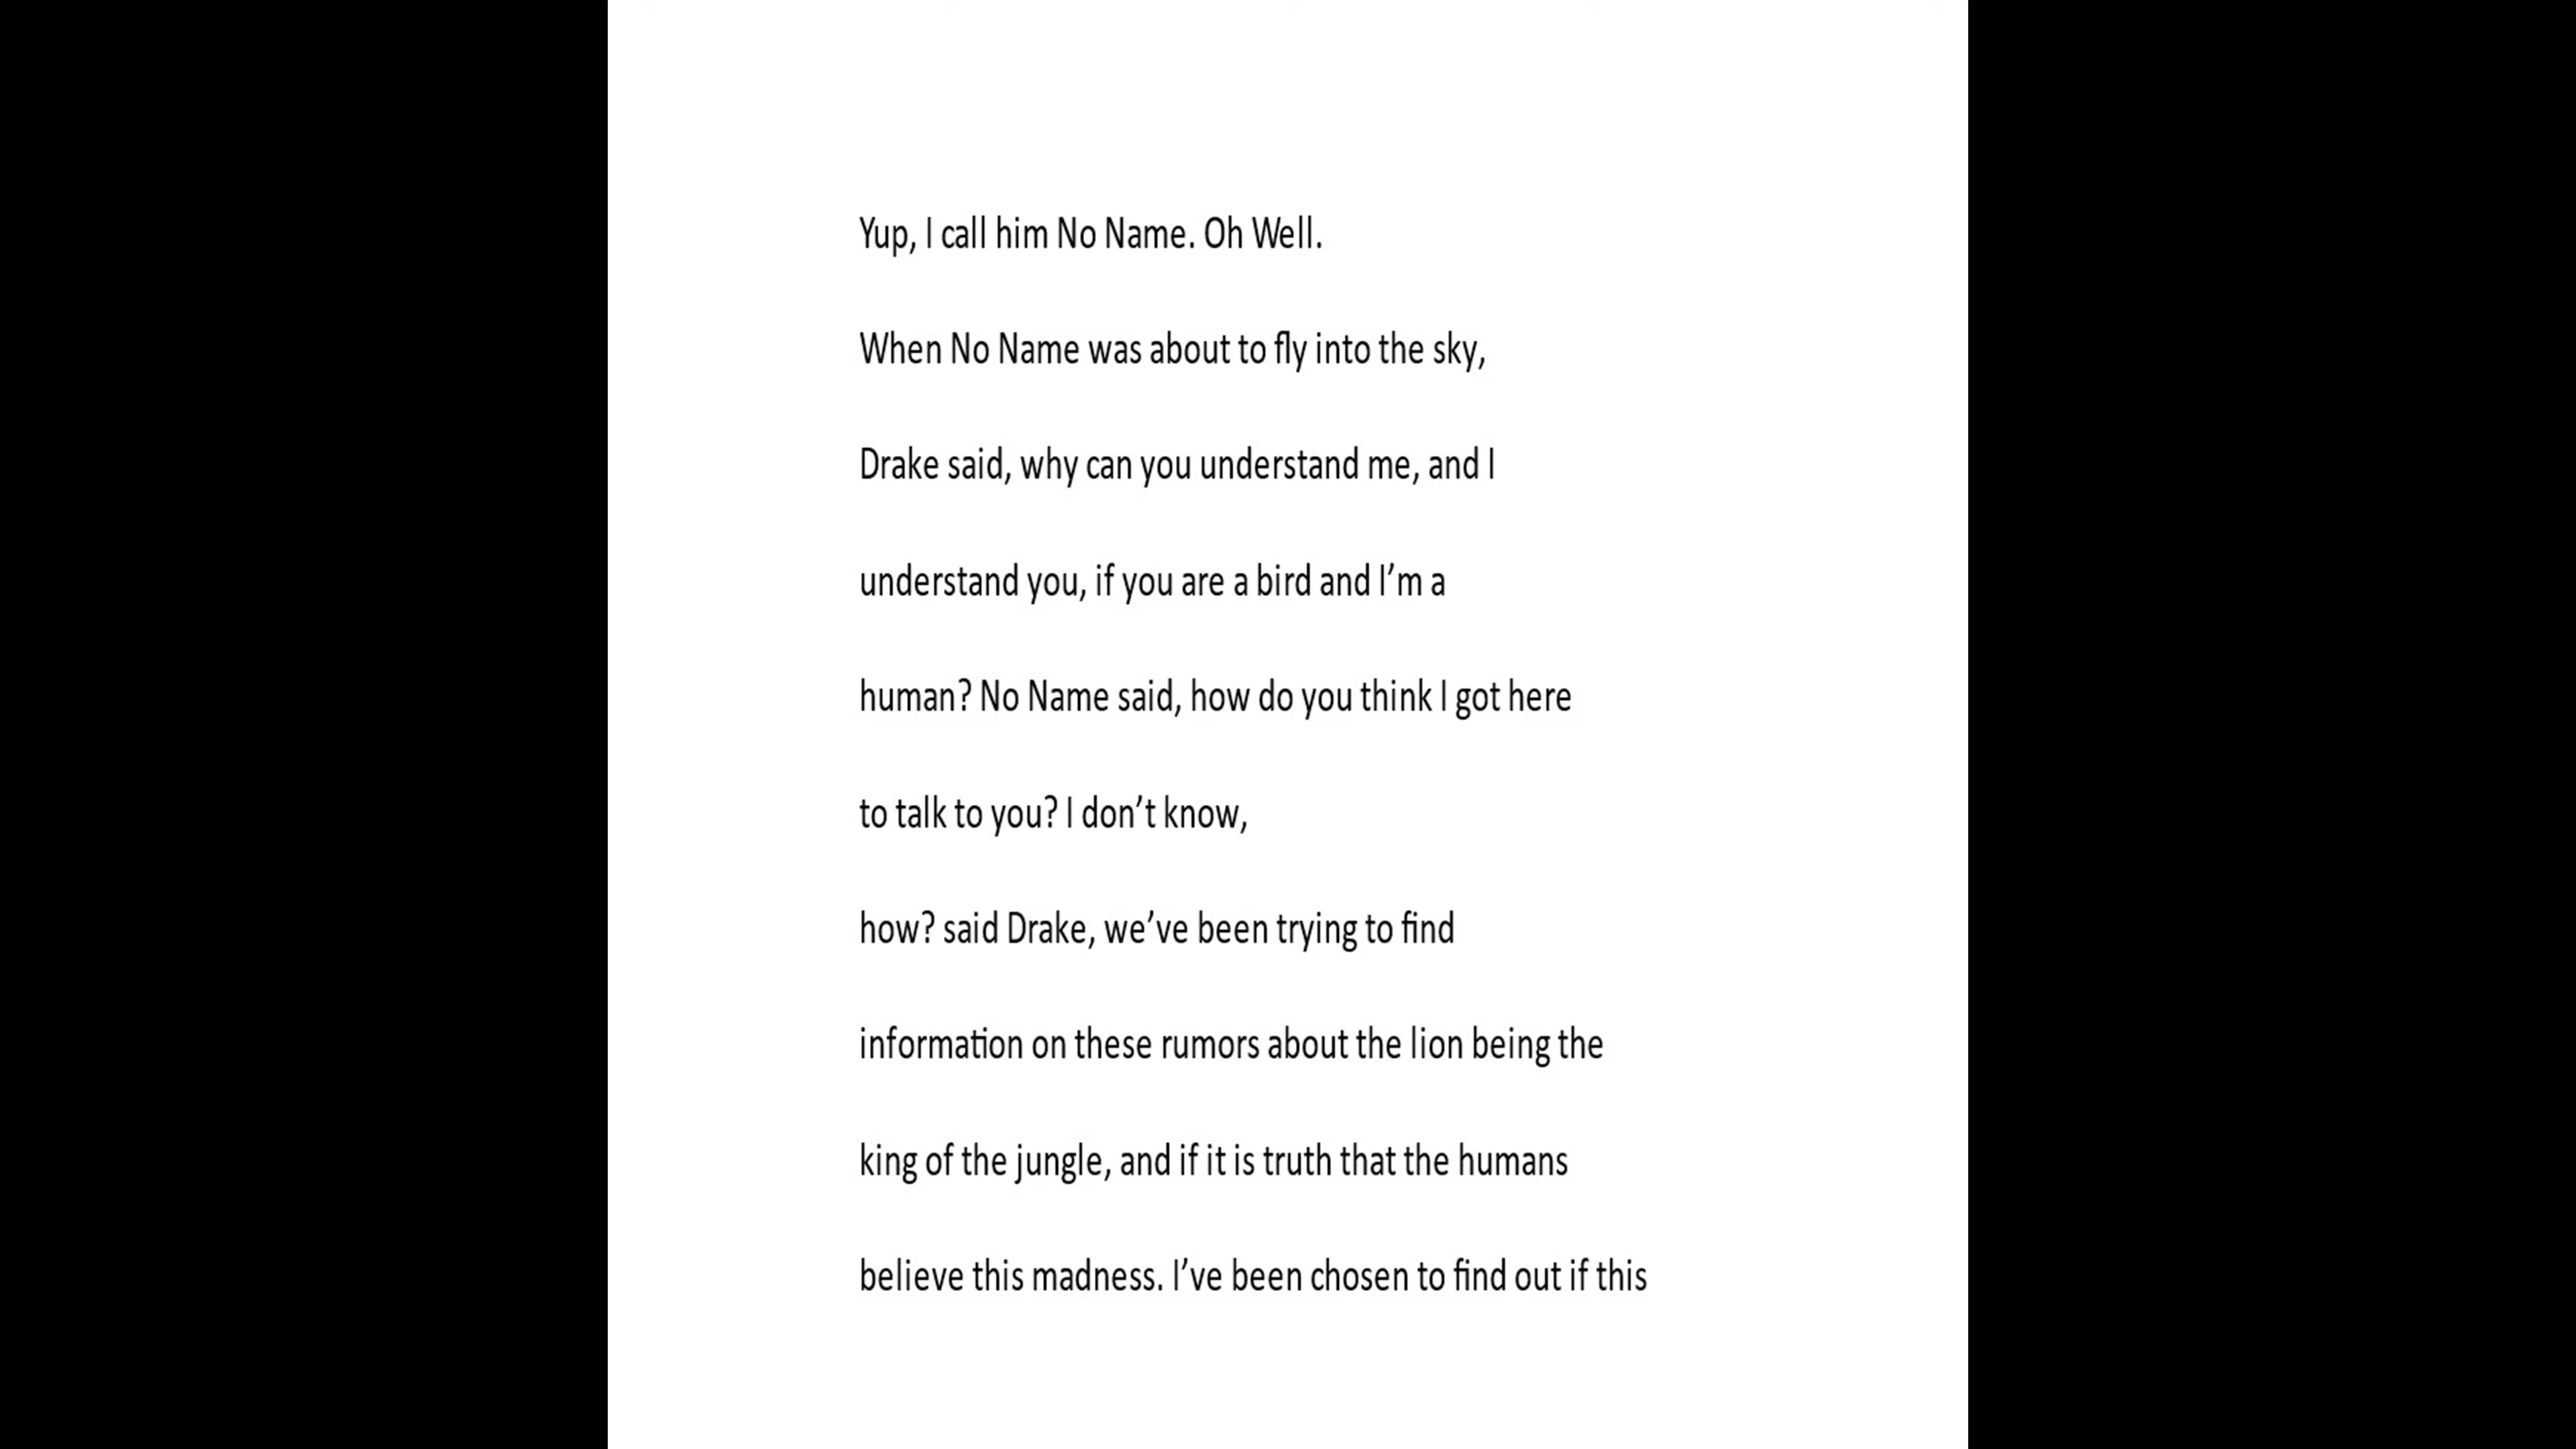 Yup, I call him No Name. Oh Well.
When No Name was about to fly into the sky,
Drake said, why can you understand me, and I
understand you, if you are a bird and I’m a
human? No Name said, how do you think I got here
to talk to you? I don’t know,
how? said Drake, we’ve been trying to find
information on these rumors about the lion being the
king of the jungle, and if it is truth that the humans
believe this madness. I’ve been chosen to find out if this